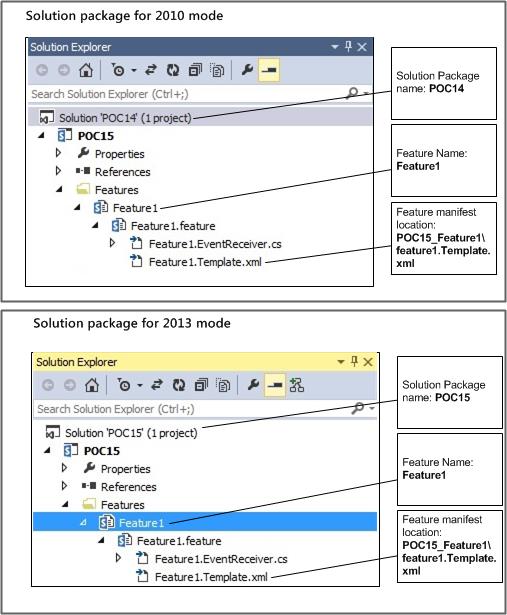 Solution package for 2010 mode
Solution Explorer
Search Solution Explorer (Ctrl+;)
Solution 'POC14' (1 project)
POC15
Properties
References
Features
Feature1
Feature1.feature
Feature1.EventReceiver.cs
Feature1.Template.xml
Solution Package
name: POC14
Feature Name:
Feature1
Feature manifest
location:
POC15_Feature1\
feature1.Template.
xml
Solution package for 2013 mode
Solution Explorer
Search Solution Explorer (Ctrl+;)
Solution 'POC15' (1 project)
POC15
Properties
References
Features
Feature1
Feature1.feature
Feature1.EventReceiver.cs
Feature1.Template.xml
Solution Package
name: POC15
Feature Name:
Feature1
Feature manifest
location:
POC15_Feature1\
feature1.Template.
xml